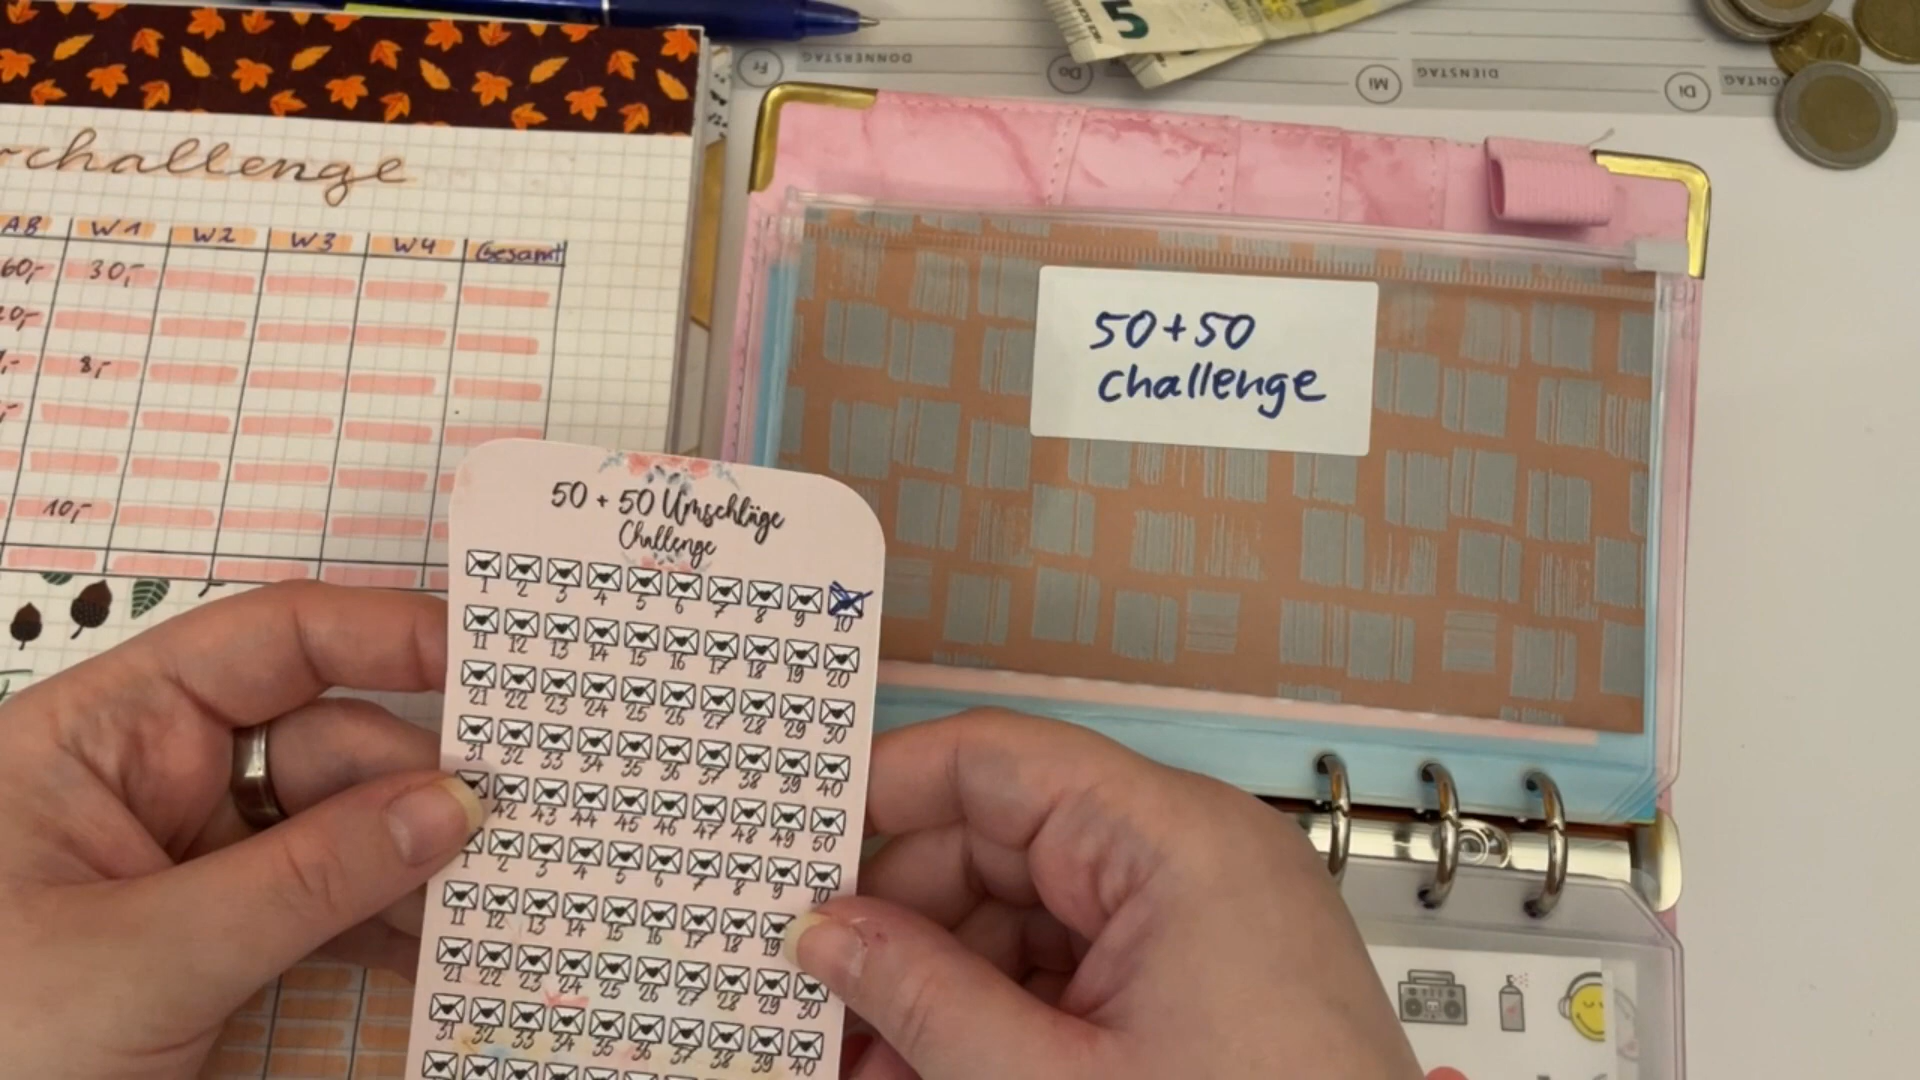 5
Fr
DONNERSTAG
Do
Mi
DIENSTAG
Di
challenge
AB W1 W2 W3 W4 Gesamt
60,- 30,-
8,-
10,-
50+50
challenge
50 + 50 Umschläge
Challenge
1 2 3 4 5 6 7 8 9 10
11 12 13 14 15 16 17 18 19 20
21 22 23 24 25 26 27 28 29 30
31 32 33 34 35 36 37 38 39 40
42 43 44 45 46 47 48 49 50
1 2 3 4 5 6 7 8 9 10
11 12 13 14 15 16 17 18 19
21 22 23 24 25 26 27 28 29 30
31 32 33 34 35 36 37 38 39 40